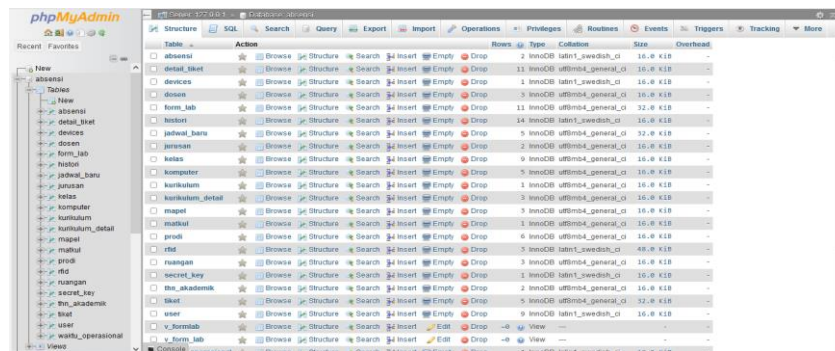 phpMyAdmin
Recent Favorites
New
absensi
Tables
New
absensi
detail_tiket
devices
dosen
form_lab
histori
jadwal_baru
jurusan
kelas
komputer
kurikulum
kurikulum_detail
mapel
matkul
prodi
rfid
ruangan
secret_key
thn_akademik
tiket
user
waktu_operasional
Views
Server: 127.0.0.1 » Database: absensi
Structure SQL Search Query Export Import Operations Privileges Routines Events Triggers Tracking More
Table Action Rows Type Collation Size Overhead
absensi Browse Structure Search Insert Empty Drop 2 InnoDB latin1_swedish_ci 16.0 KiB -
detail_tiket Browse Structure Search Insert Empty Drop 11 InnoDB utf8mb4_general_ci 16.0 KiB -
devices Browse Structure Search Insert Empty Drop 1 InnoDB latin1_swedish_ci 16.0 KiB -
dosen Browse Structure Search Insert Empty Drop 3 InnoDB utf8mb4_general_ci 16.0 KiB -
form_lab Browse Structure Search Insert Empty Drop 11 InnoDB utf8mb4_general_ci 32.0 KiB -
histori Browse Structure Search Insert Empty Drop 14 InnoDB latin1_swedish_ci 16.0 KiB -
jadwal_baru Browse Structure Search Insert Empty Drop 5 InnoDB utf8mb4_general_ci 32.0 KiB -
jurusan Browse Structure Search Insert Empty Drop 2 InnoDB utf8mb4_general_ci 16.0 KiB -
kelas Browse Structure Search Insert Empty Drop 9 InnoDB utf8mb4_general_ci 16.0 KiB -
komputer Browse Structure Search Insert Empty Drop 5 InnoDB utf8mb4_general_ci 16.0 KiB -
kurikulum Browse Structure Search Insert Empty Drop 1 InnoDB utf8mb4_general_ci 16.0 KiB -
kurikulum_detail Browse Structure Search Insert Empty Drop 3 InnoDB utf8mb4_general_ci 16.0 KiB -
mapel Browse Structure Search Insert Empty Drop 3 InnoDB utf8mb4_general_ci 16.0 KiB -
matkul Browse Structure Search Insert Empty Drop 1 InnoDB utf8mb4_general_ci 16.0 KiB -
prodi Browse Structure Search Insert Empty Drop 3 InnoDB utf8mb4_general_ci 16.0 KiB -
rfid Browse Structure Search Insert Empty Drop 5 InnoDB latin1_swedish_ci 48.0 KiB -
ruangan Browse Structure Search Insert Empty Drop 3 InnoDB utf8mb4_general_ci 16.0 KiB -
secret_key Browse Structure Search Insert Empty Drop 1 InnoDB latin1_swedish_ci 16.0 KiB -
thn_akademik Browse Structure Search Insert Empty Drop 2 InnoDB utf8mb4_general_ci 16.0 KiB -
tiket Browse Structure Search Insert Empty Drop 5 InnoDB utf8mb4_general_ci 32.0 KiB -
user Browse Structure Search Insert Empty Drop 9 InnoDB latin1_swedish_ci 16.0 KiB -
v_formlab Browse Structure Search Insert Edit Drop ~0 View --- - -
v_form_lab Browse Structure Search Insert Edit Drop ~0 View --- - -
Console